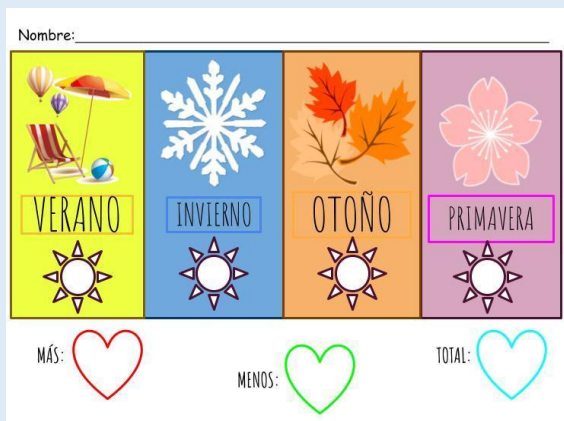 Nombre:
VERANO
INVIERNO
OTOÑO
PRIMAVERA
MÁS:
MENOS:
TOTAL: